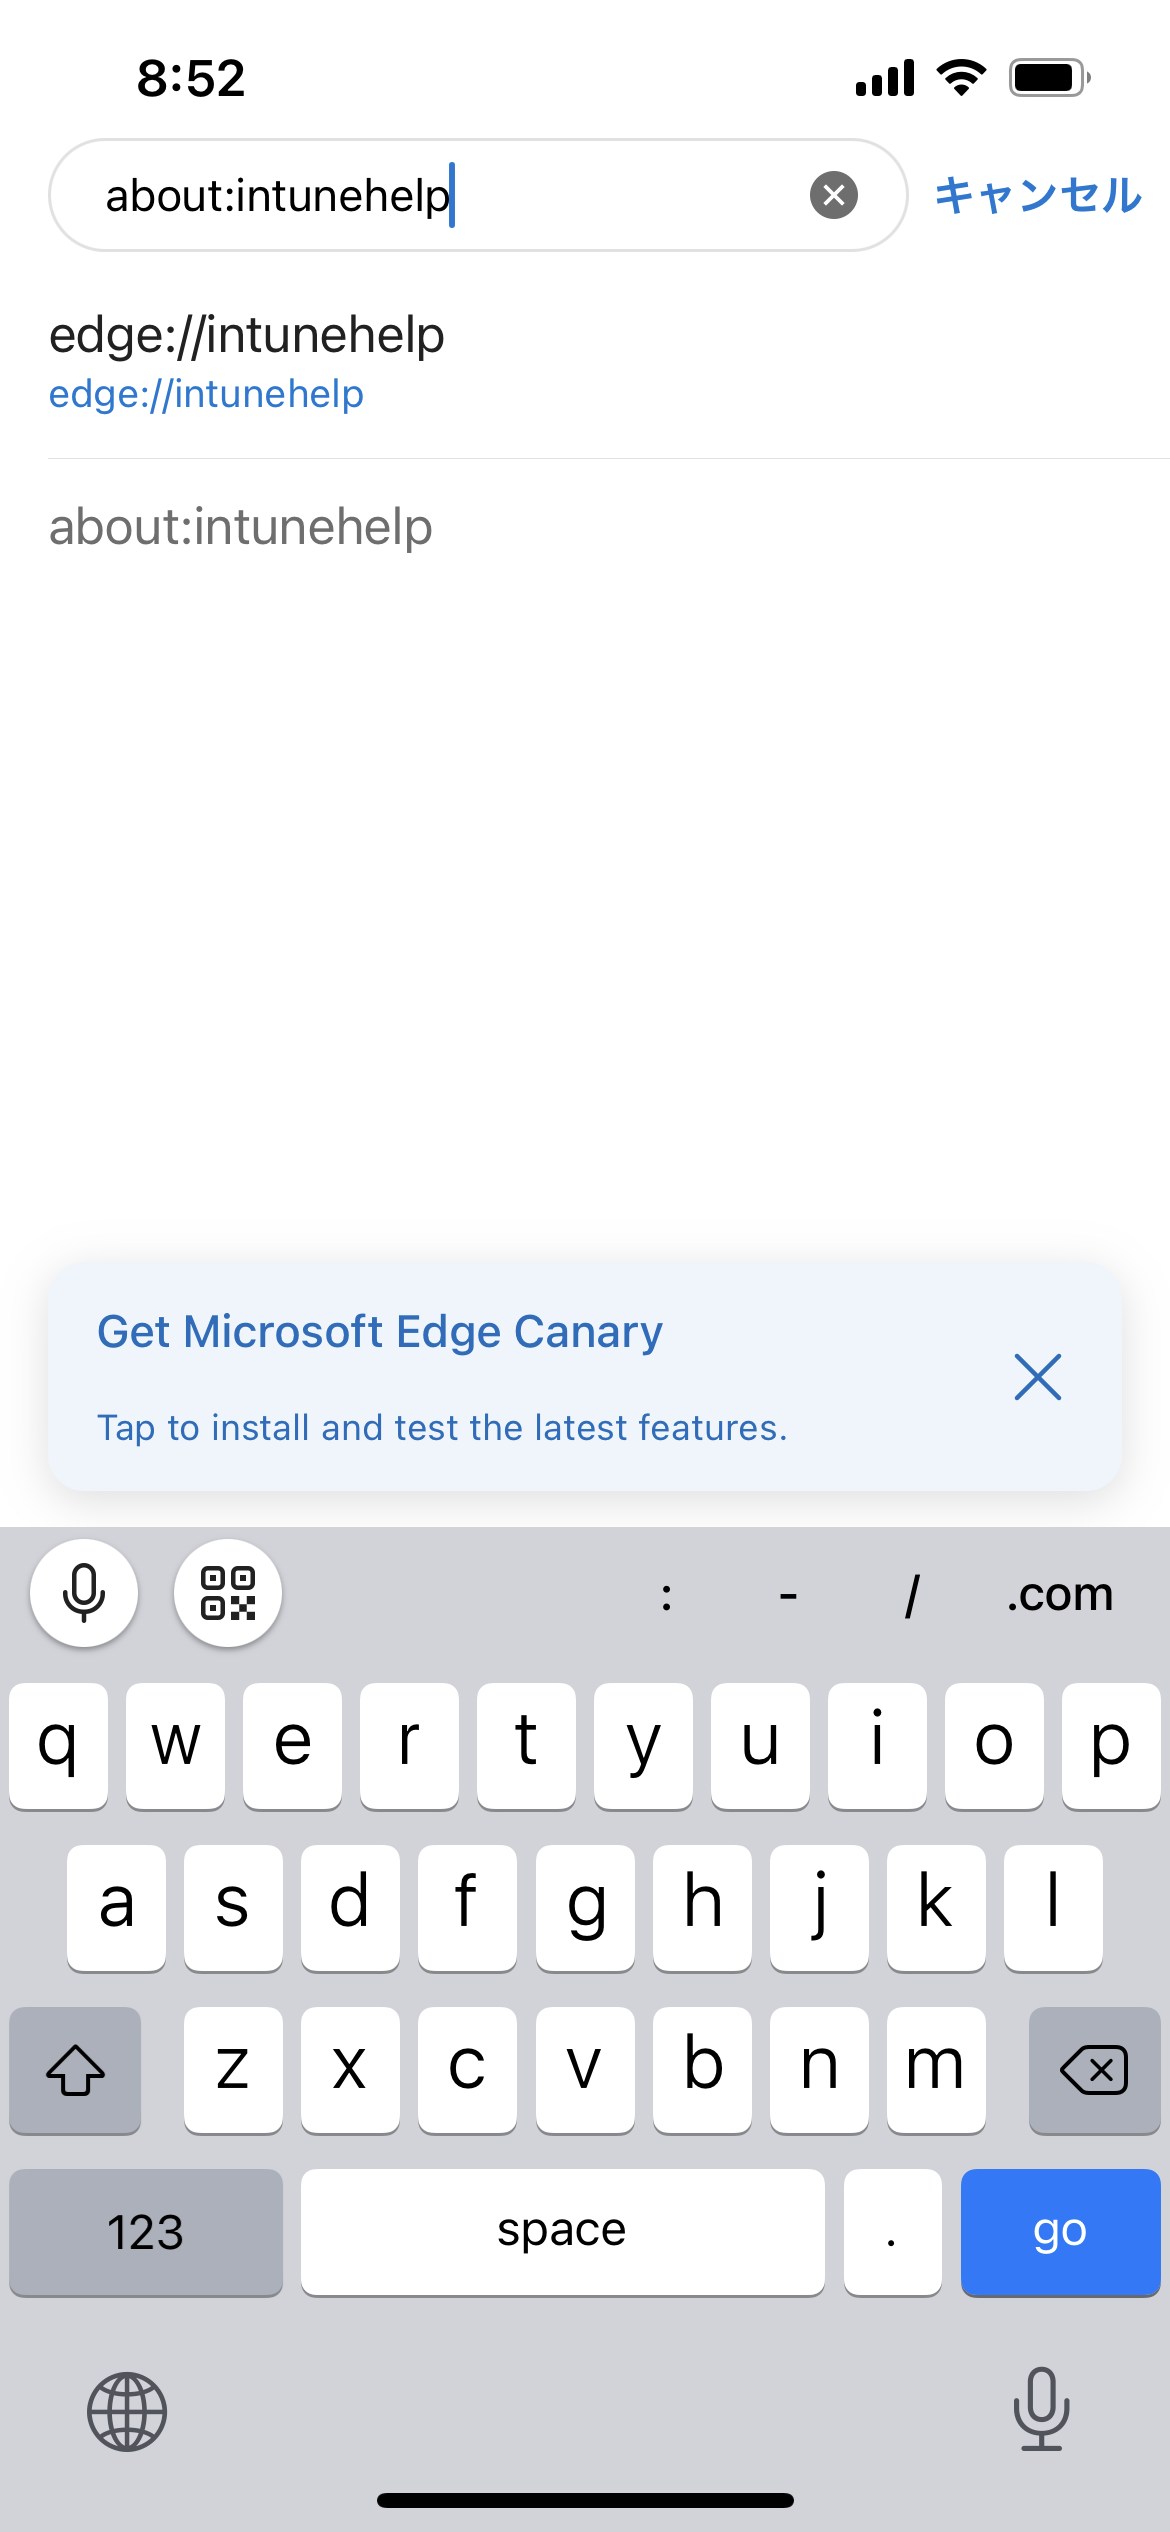 8:52
about:intunehelp
キャンセル
edge://intunehelp
edge://intunehelp
about:intunehelp
Get Microsoft Edge Canary
Tap to install and test the latest features.
: - / .com
q w e r t y u i o p
a s d f g h j k l
z x c v b n m
123 space . go